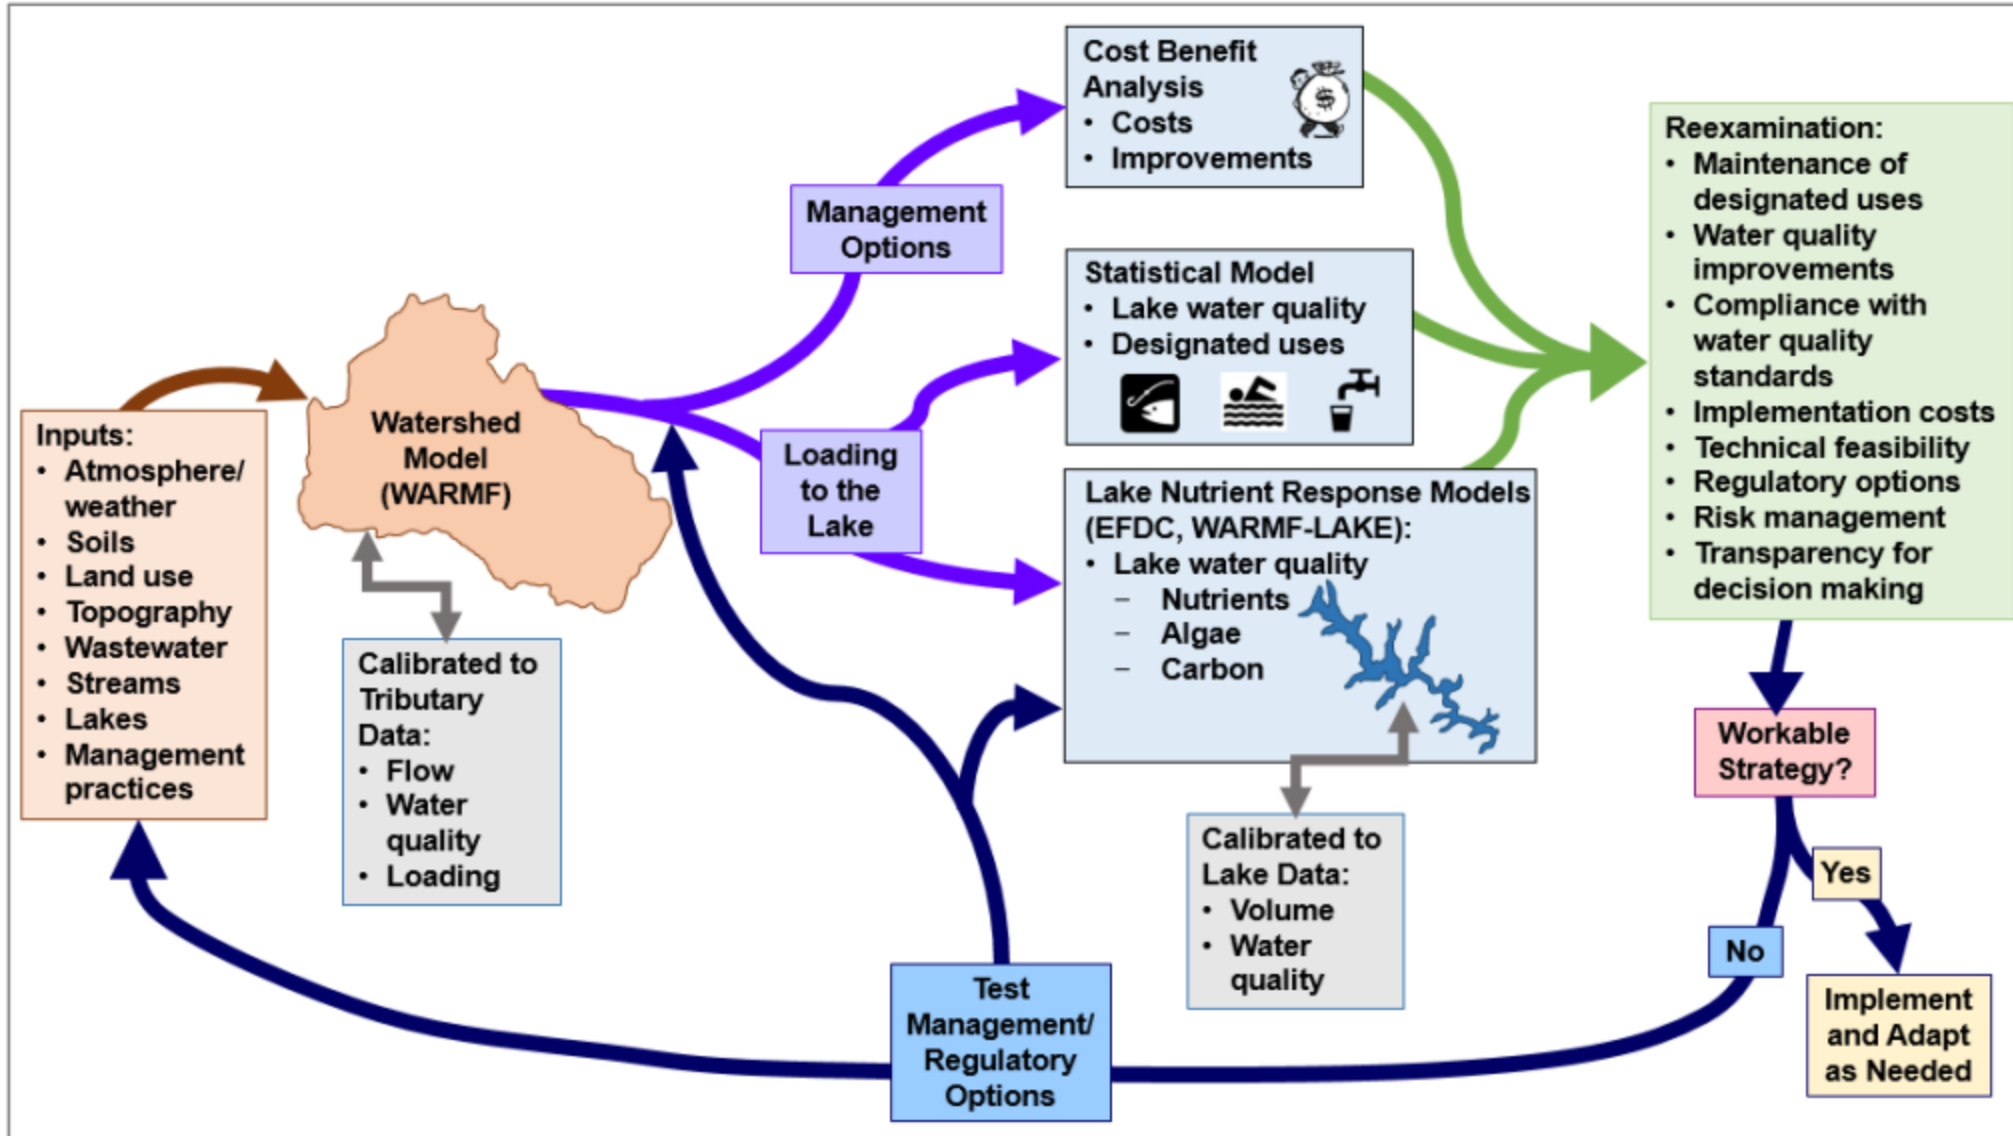 Inputs:
• Atmosphere/
weather
• Soils
• Land use
• Topography
• Wastewater
• Streams
• Lakes
• Management
practices
Watershed
Model
(WARMF)
Calibrated to
Tributary
Data:
• Flow
• Water
quality
• Loading
Management
Options
Loading
to the
Lake
Cost Benefit
Analysis
• Costs
• Improvements
$
Statistical Model
• Lake water quality
• Designated uses
Lake Nutrient Response Models
(EFDC, WARMF-LAKE):
• Lake water quality
– Nutrients
– Algae
– Carbon
Calibrated to
Lake Data:
• Volume
• Water
quality
Reexamination:
• Maintenance of
designated uses
• Water quality
improvements
• Compliance with
water quality
standards
• Implementation costs
• Technical feasibility
• Regulatory options
• Risk management
• Transparency for
decision making
Workable
Strategy?
Yes
No
Implement
and Adapt
as Needed
Test
Management/
Regulatory
Options